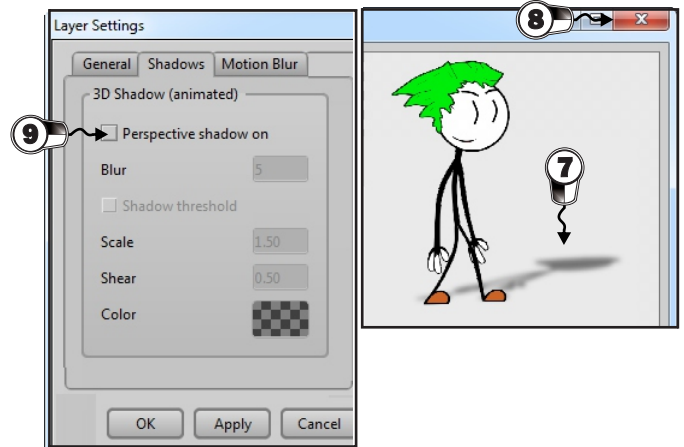 Layer Settings
General Shadows Motion Blur
3D Shadow (animated)
9
Perspective shadow on
Blur 5
Shadow threshold
Scale 1.50
Shear 0.50
Color
OK Apply Cancel
8
7